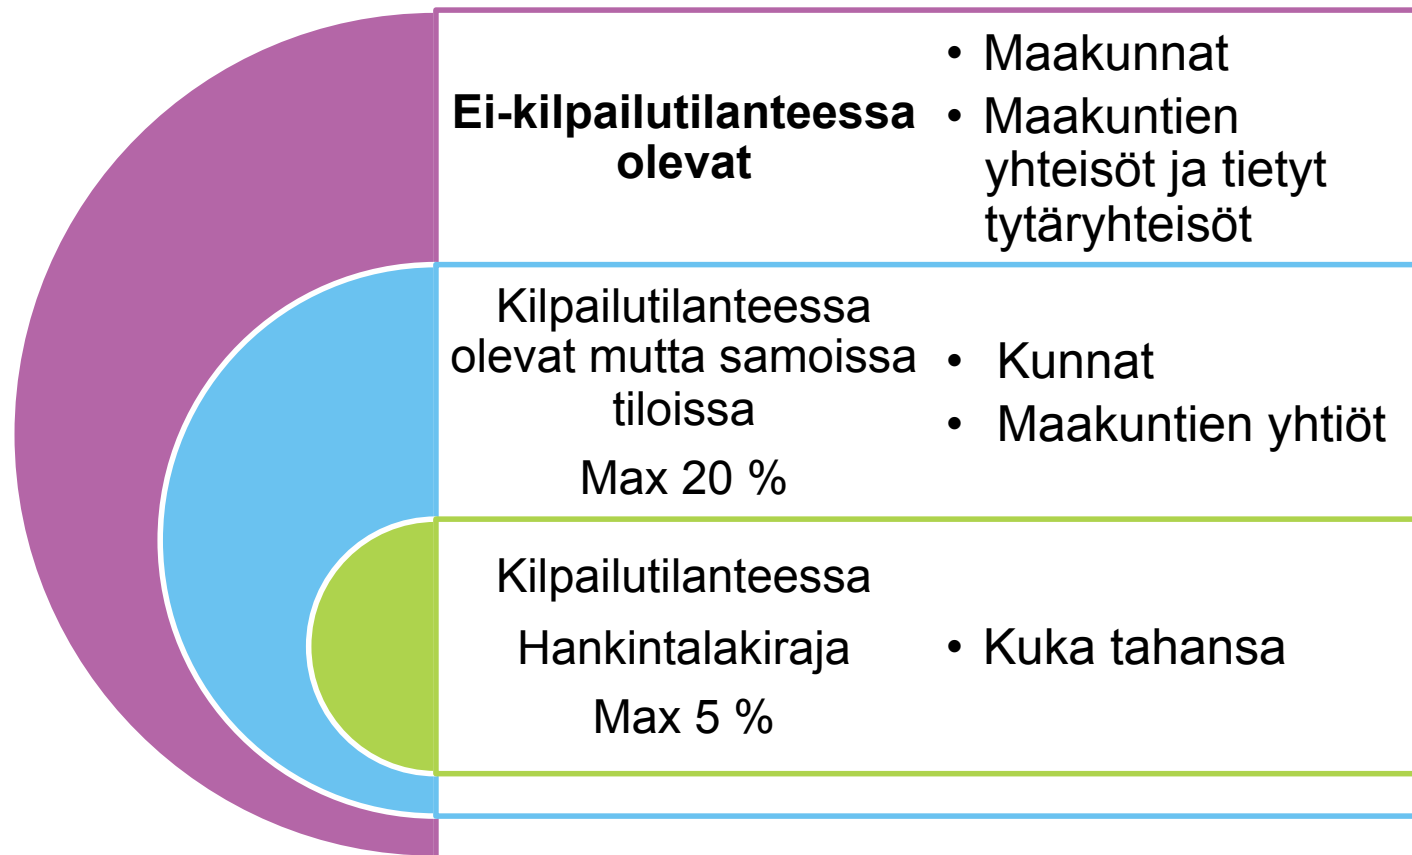 Ei-kilpailutilanteessa
olevat
• Maakunnat
• Maakuntien
yhteisöt ja tietyt
tytäryhteisöt
Kilpailutilanteessa
olevat mutta samoissa
tiloissa
Max 20 %
• Kunnat
• Maakuntien yhtiöt
Kilpailutilanteessa
Hankintalakiraja
Max 5 %
• Kuka tahansa